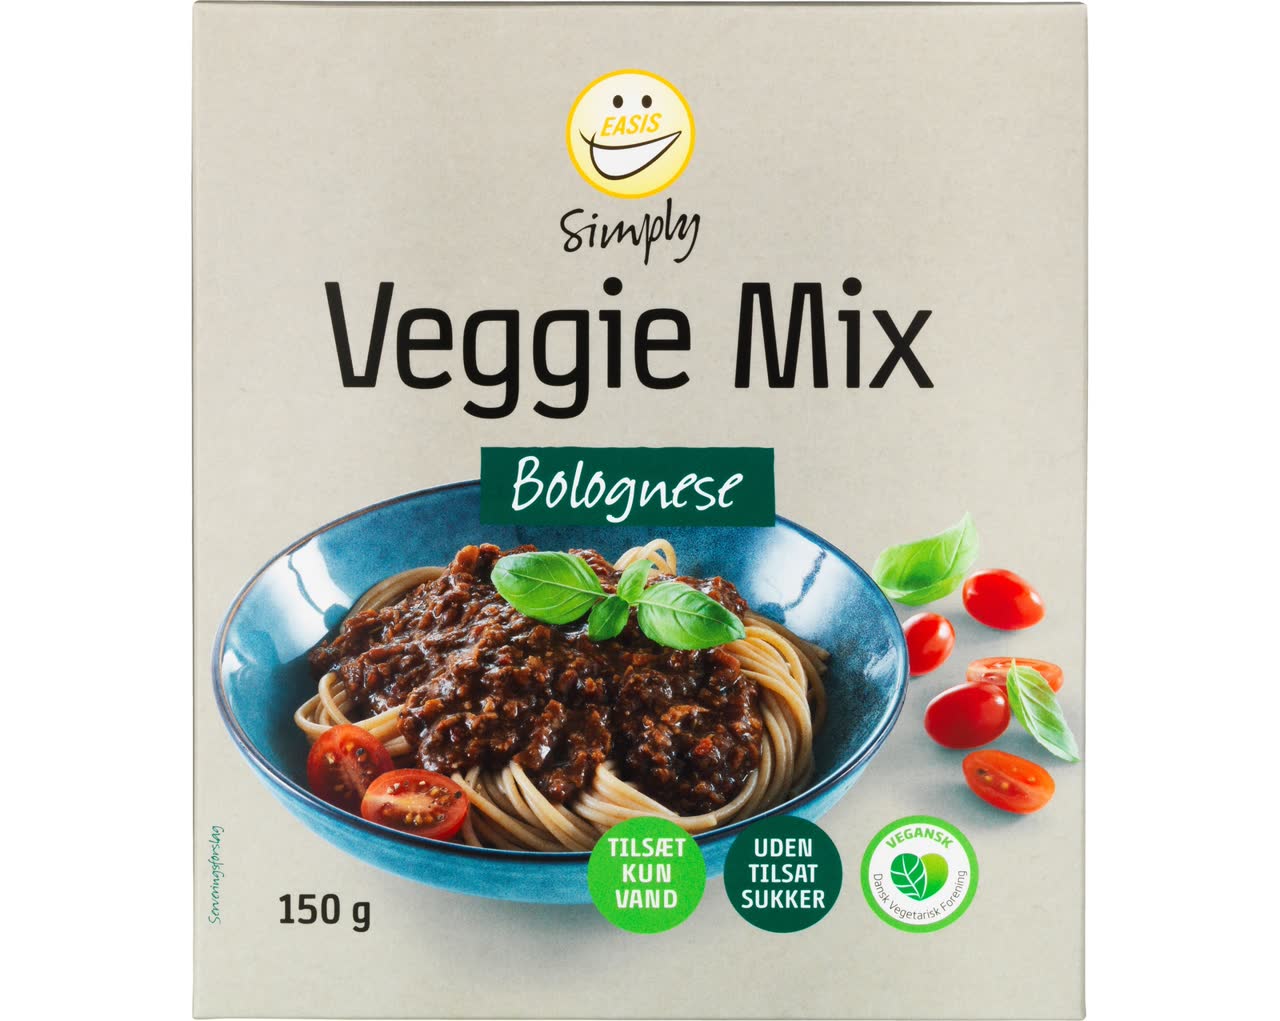 EASIS
Simply
Veggie Mix
Bolognese
TILSÆT
KUN
VAND
UDEN
TILSAT
SUKKER
VEGANSK
Dansk Vegetarisk Forening
150 g
Serveringsforslag